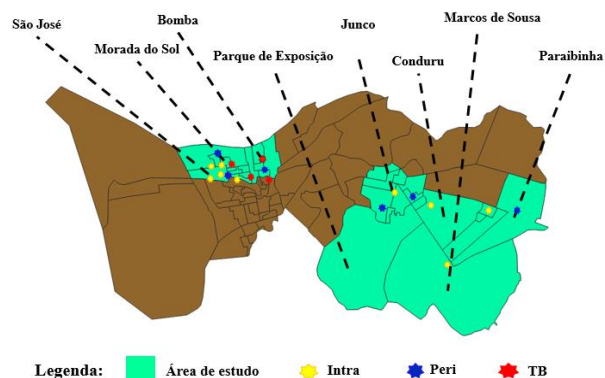 São José
Morada do Sol
Bomba
Parque de Exposição
Junco
Conduru
Marcos de Sousa
Paraibinha
Legenda: Área de estudo Intra Peri TB